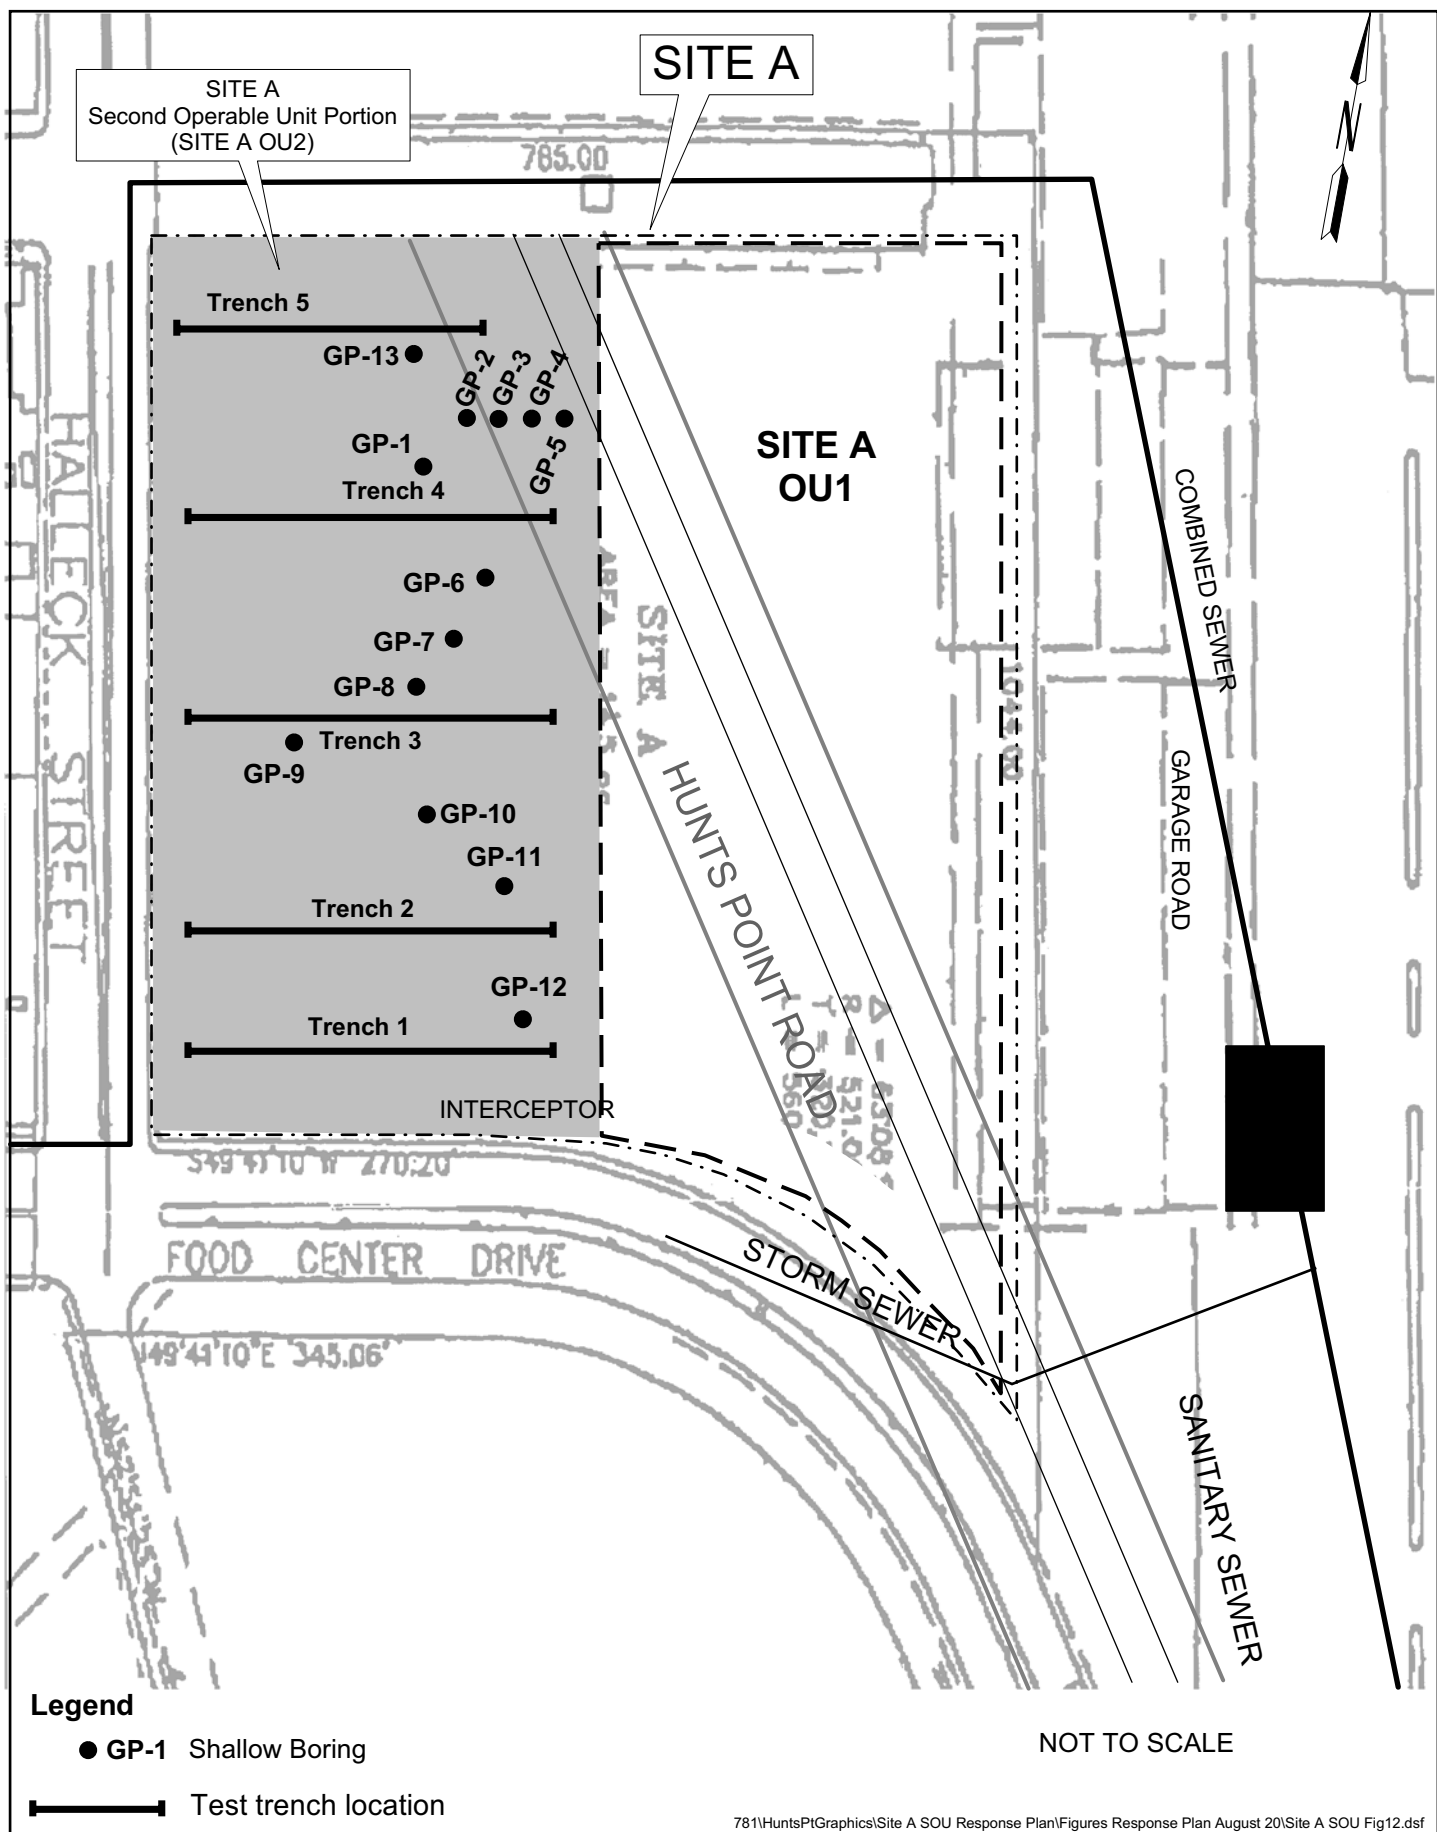 SITE A
SITE A
Second Operable Unit Portion
(SITE A OU2)
N
785.00
Trench 5
GP-13
GP-2
GP-3
GP-4
GP-5
GP-1
Trench 4
SITE A
OU1
GP-6
GP-7
GP-8
Trench 3
GP-9
GP-10
GP-11
Trench 2
GP-12
Trench 1
INTERCEPTOR
HALLECK STREET
SITE A
HUNTS POINT ROAD
COMBINED SEWER
GARAGE ROAD
FOOD CENTER DRIVE
STORM SEWER
SANITARY SEWER
345.06'
Legend
GP-1 Shallow Boring
Test trench location
NOT TO SCALE
781\HuntsPtGraphics\Site A SOU Response Plan\Figures Response Plan August 20\Site A SOU Fig12.dsf